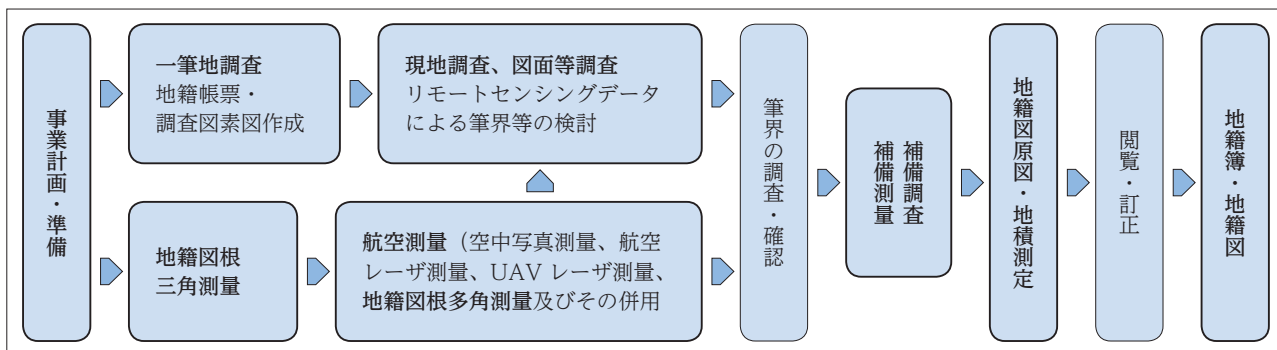 事業計画・準備
一筆地調査
地籍帳票・
調査図素図作成
現地調査、図面等調査
リモートセンシングデータ
による筆界等の検討
地籍図根
三角測量
航空測量（空中写真測量、航空
レーザ測量、UAV レーザ測量、
地籍図根多角測量及びその併用
筆界の調査・確認
補備調査
補備測量
地籍図原図・地積測定
閲覧・訂正
地籍簿・地籍図